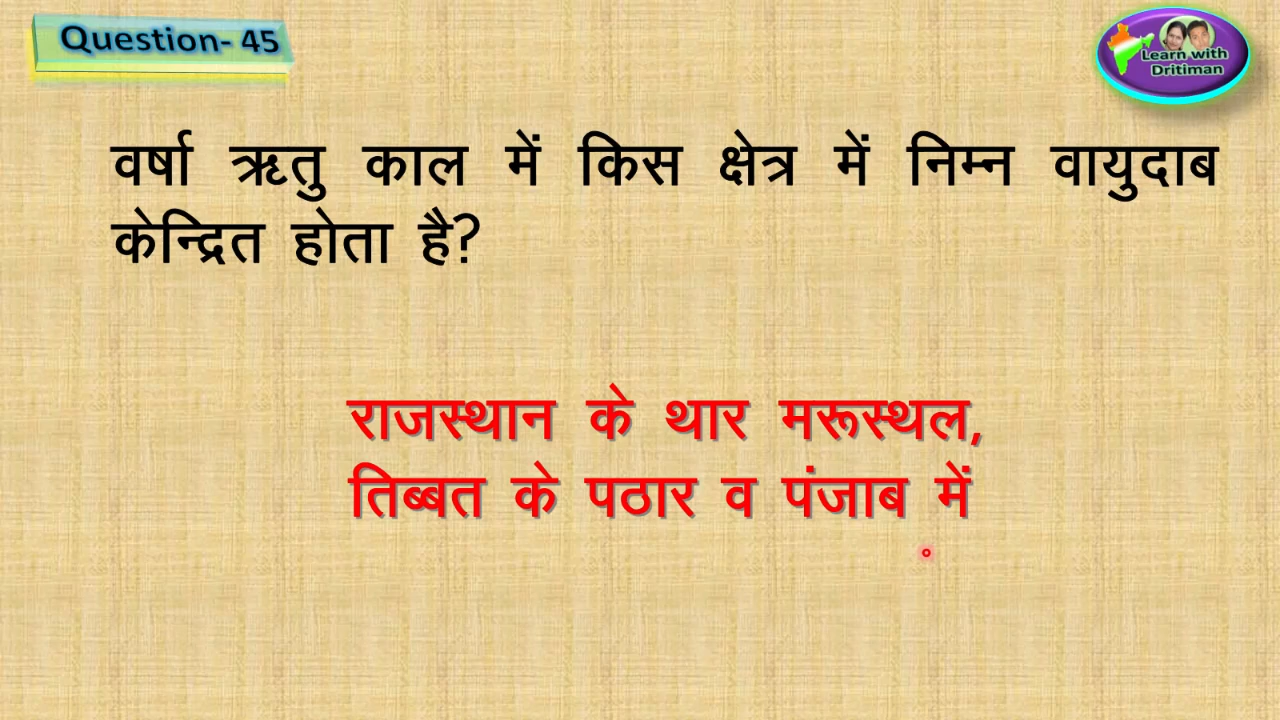 Question- 45
Learn with
Dritiman
वर्षा ऋतु काल में किस क्षेत्र में निम्न वायुदाब
केन्द्रित होता है?
राजस्थान के थार मरूस्थल,
तिब्बत के पठार व पंजाब में